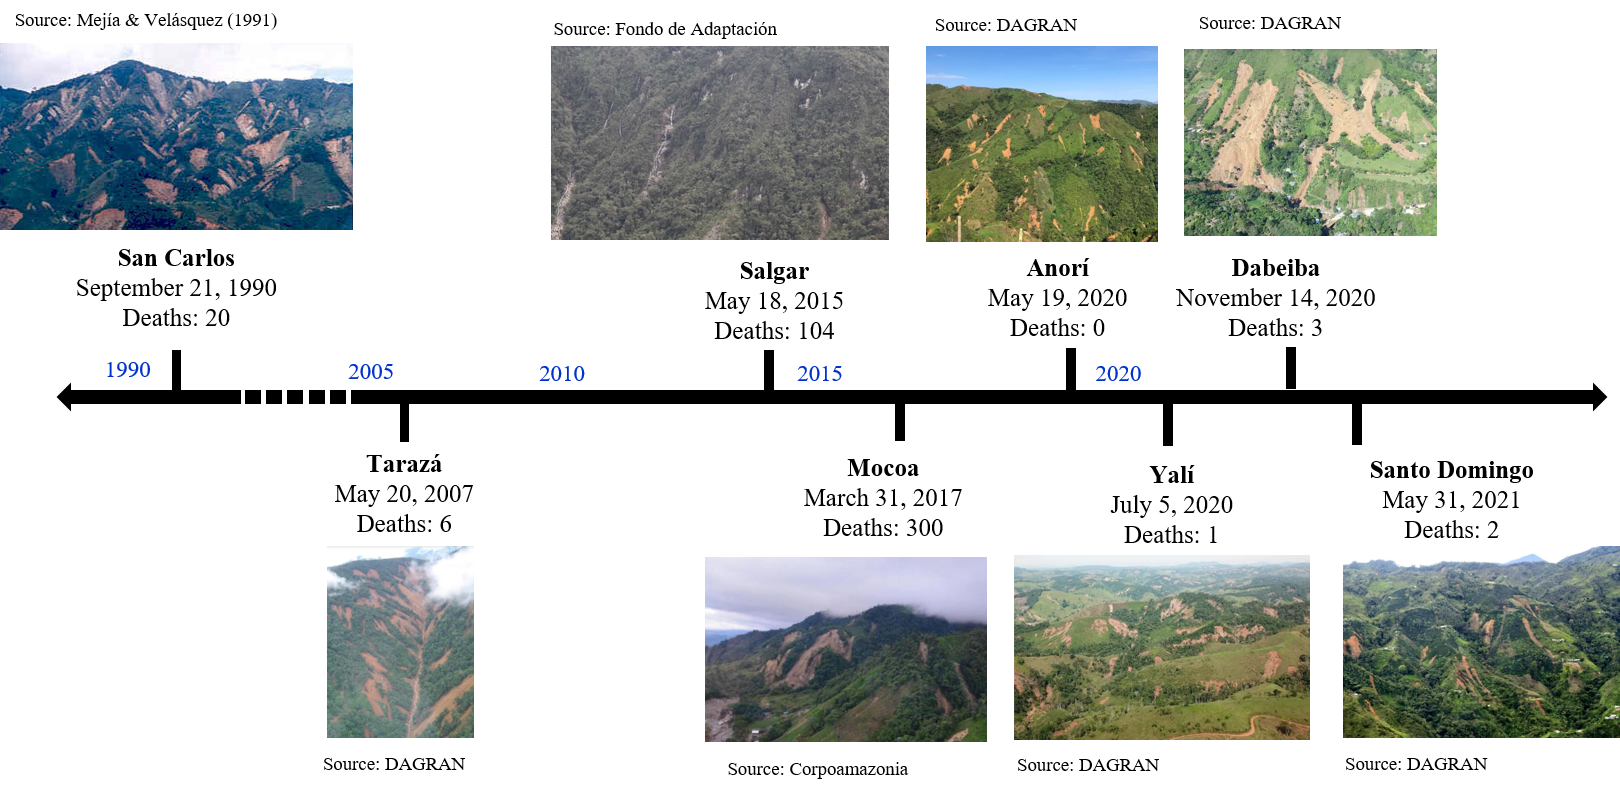 Source: Mejía & Velásquez (1991)
Source: Fondo de Adaptación
Source: DAGRAN
Source: DAGRAN
San Carlos
September 21, 1990
Deaths: 20
Salgar
May 18, 2015
Deaths: 104
Anorí
May 19, 2020
Deaths: 0
Dabeiba
November 14, 2020
Deaths: 3
1990
2005
2010
2015
2020
Tarazá
May 20, 2007
Deaths: 6
Mocoa
March 31, 2017
Deaths: 300
Yalí
July 5, 2020
Deaths: 1
Santo Domingo
May 31, 2021
Deaths: 2
Source: DAGRAN
Source: Corpoamazonia
Source: DAGRAN
Source: DAGRAN